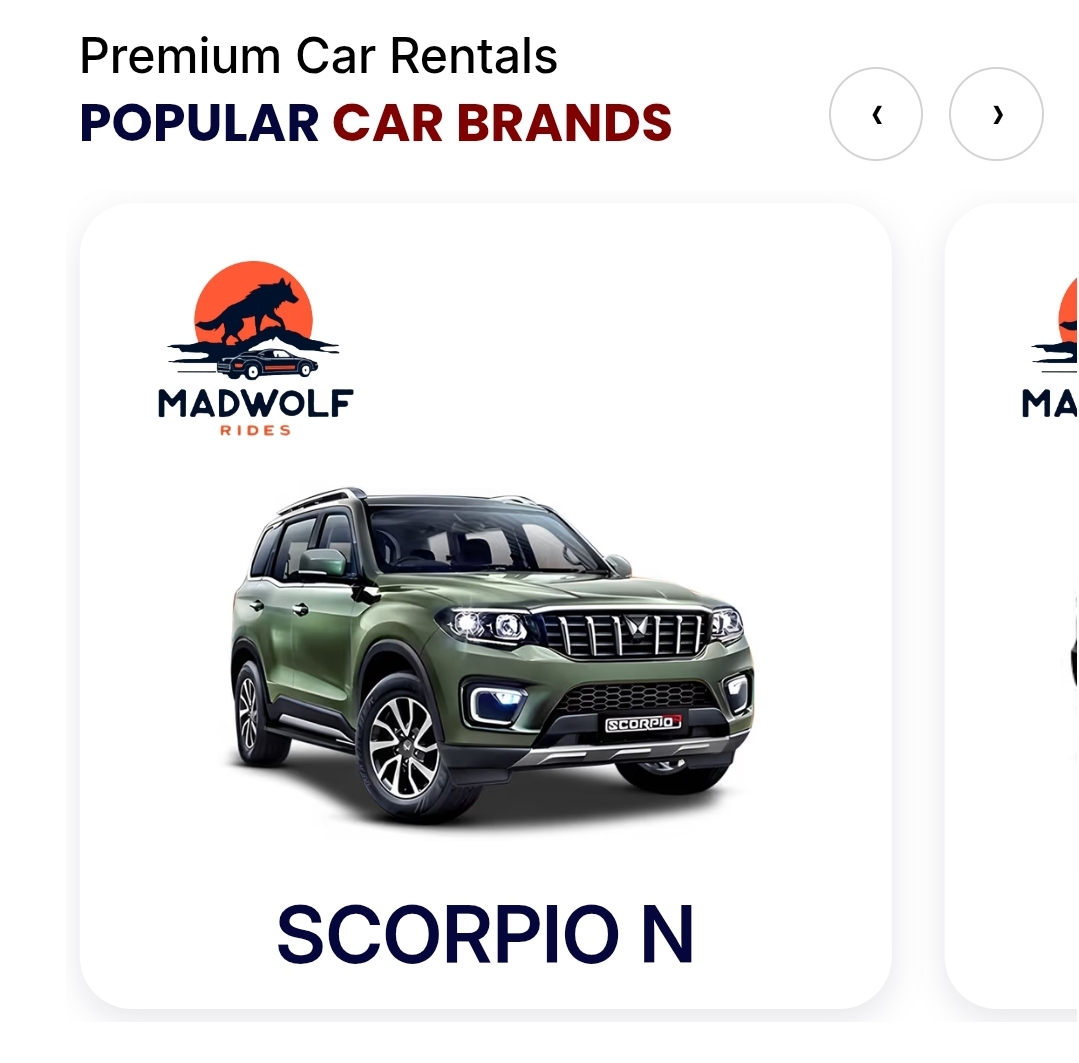 Premium Car Rentals
POPULAR CAR BRANDS
‹ ›
MADWOLF
RIDES
MA
SCORPIO N
SCORPIO N